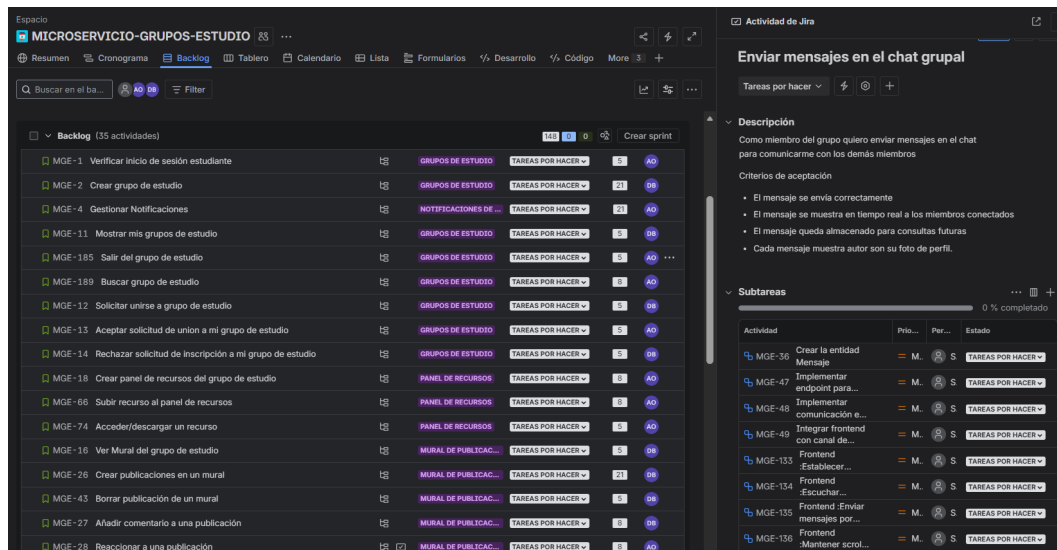 Espacio
MICROSERVICIO-GRUPOS-ESTUDIO
Resumen Cronograma Backlog Tablero Calendario Lista Formularios Desarrollo Código More 3 +
Buscar en el ba... AO DB Filter
Backlog (35 actividades) 148 0 0 Crear sprint
MGE-1 Verificar inicio de sesión estudiante GRUPOS DE ESTUDIO TAREAS POR HACER 5 AO
MGE-2 Crear grupo de estudio GRUPOS DE ESTUDIO TAREAS POR HACER 21 DB
MGE-4 Gestionar Notificaciones NOTIFICACIONES DE ... TAREAS POR HACER 21 AO
MGE-11 Mostrar mis grupos de estudio GRUPOS DE ESTUDIO TAREAS POR HACER 5 DB
MGE-185 Salir del grupo de estudio GRUPOS DE ESTUDIO TAREAS POR HACER 5 AO ...
MGE-189 Buscar grupo de estudio GRUPOS DE ESTUDIO TAREAS POR HACER 8 AO
MGE-12 Solicitar unirse a grupo de estudio GRUPOS DE ESTUDIO TAREAS POR HACER 5 DB
MGE-13 Aceptar solicitud de union a mi grupo de estudio GRUPOS DE ESTUDIO TAREAS POR HACER 5 AO
MGE-14 Rechazar solicitud de inscripción a mi grupo de estudio GRUPOS DE ESTUDIO TAREAS POR HACER 5 DB
MGE-18 Crear panel de recursos del grupo de estudio PANEL DE RECURSOS TAREAS POR HACER 8 AO
MGE-66 Subir recurso al panel de recursos PANEL DE RECURSOS TAREAS POR HACER 8 AO
MGE-74 Acceder/descargar un recurso PANEL DE RECURSOS TAREAS POR HACER 5 AO
MGE-16 Ver Mural del grupo de estudio MURAL DE PUBLICAC... TAREAS POR HACER 5 DB
MGE-26 Crear publicaciones en un mural MURAL DE PUBLICAC... TAREAS POR HACER 21 DB
MGE-43 Borrar publicación de un mural MURAL DE PUBLICAC... TAREAS POR HACER 5 DB
MGE-27 Añadir comentario a una publicación MURAL DE PUBLICAC... TAREAS POR HACER 8 DB
MGE-28 Reaccionar a una publicación MURAL DE PUBLICAC... TAREAS POR HACER 8 AO
Actividad de Jira
Enviar mensajes en el chat grupal
Tareas por hacer
Descripción
Como miembro del grupo quiero enviar mensajes en el chat
para comunicarme con los demás miembros
Criterios de aceptación
• El mensaje se envía correctamente
• El mensaje se muestra en tiempo real a los miembros conectados
• El mensaje queda almacenado para consultas futuras
• Cada mensaje muestra autor son su foto de perfil.
Subtareas
0 % completado
Actividad Prio... Per... Estado
MGE-36 Crear la entidad Mensaje M.. S TAREAS POR HACER
MGE-47 Implementar endpoint para... M.. S TAREAS POR HACER
MGE-48 Implementar comunicación e... M.. S TAREAS POR HACER
MGE-49 Integrar frontend con canal de... M.. S TAREAS POR HACER
MGE-133 Frontend :Establecer... M.. S TAREAS POR HACER
MGE-134 Frontend :Escuchar... M.. S TAREAS POR HACER
MGE-135 Frontend :Enviar mensajes por... M.. S TAREAS POR HACER
MGE-136 Frontend :Mantener scrol... M.. S TAREAS POR HACER